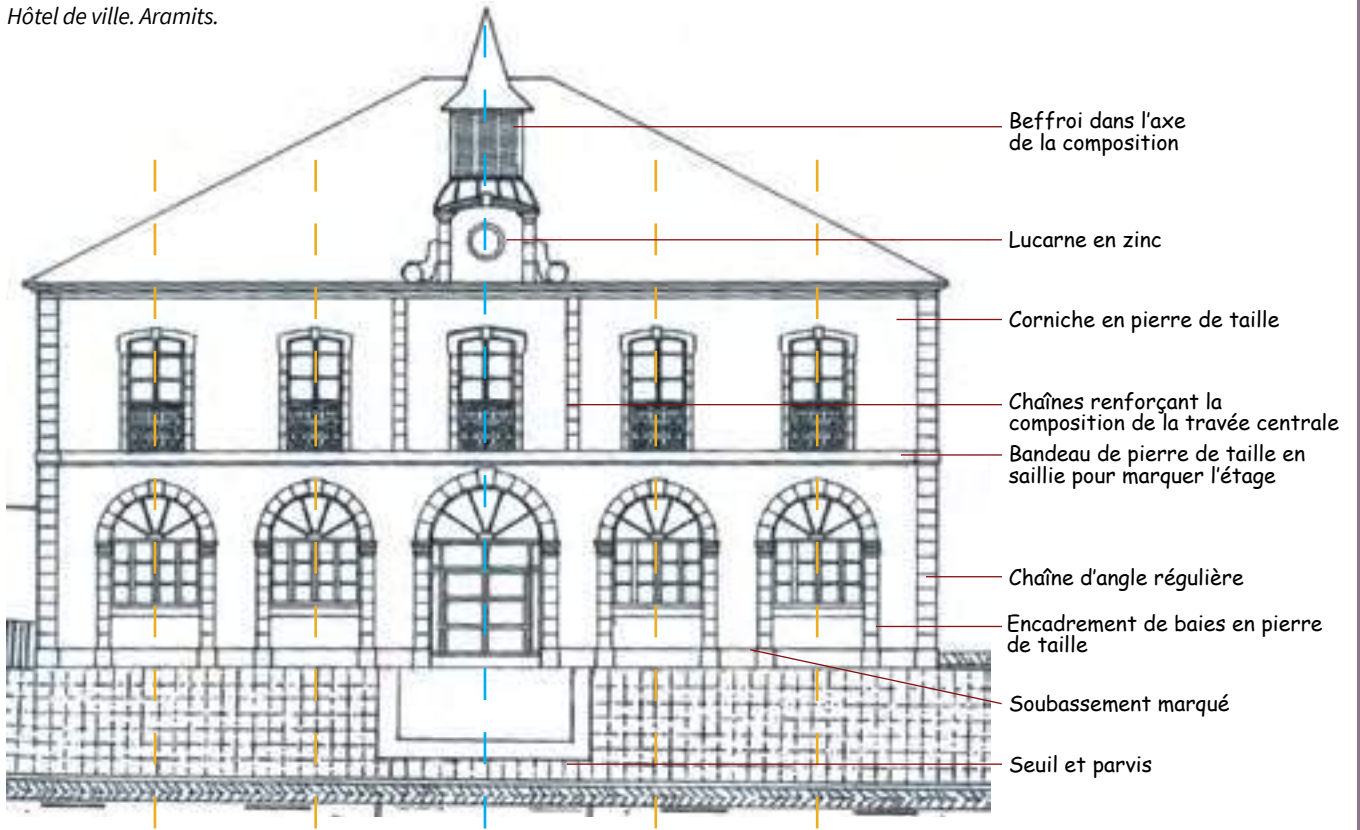 Hôtel de ville. Aramits.
Beffroi dans l'axe
de la composition
Lucarne en zinc
Corniche en pierre de taille
Chaînes renforçant la
composition de la travée centrale
Bandeau de pierre de taille en
saillie pour marquer l'étage
Chaîne d'angle régulière
Encadrement de baies en pierre
de taille
Soubassement marqué
Seuil et parvis